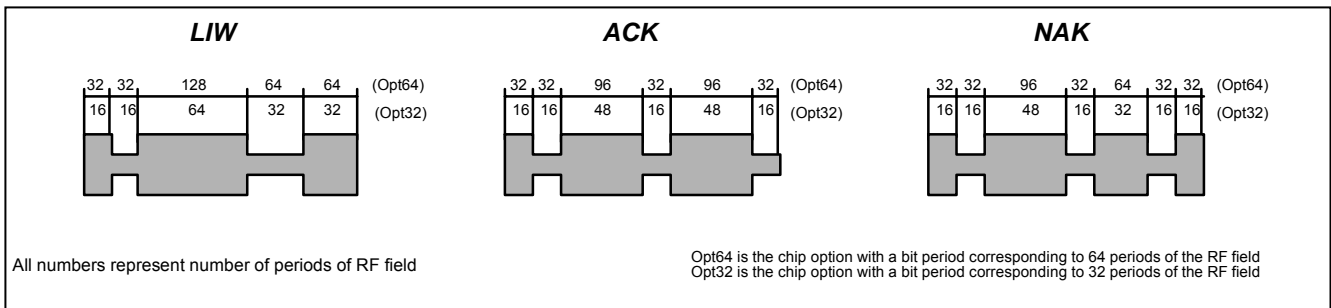 LIW ACK NAK
32 32 128 64 64 (Opt64) 32 32 96 32 96 32 (Opt64) 32 32 96 32 64 32 32 (Opt64)
16 16 64 32 32 (Opt32) 16 16 48 16 48 16 (Opt32) 16 16 48 16 32 16 16 (Opt32)
All numbers represent number of periods of RF field
Opt64 is the chip option with a bit period corresponding to 64 periods of the RF field
Opt32 is the chip option with a bit period corresponding to 32 periods of the RF field